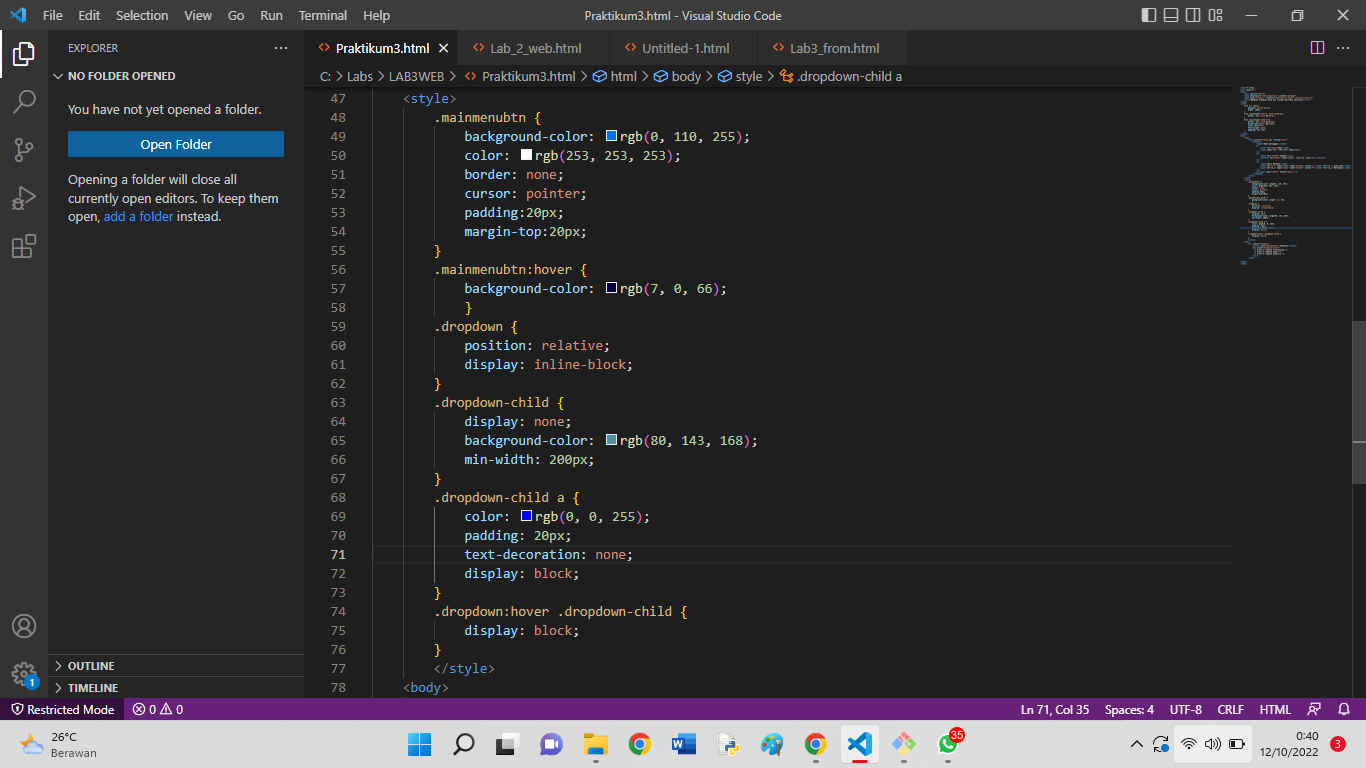 File Edit Selection View Go Run Terminal Help
Praktikum3.html - Visual Studio Code
EXPLORER
NO FOLDER OPENED
You have not yet opened a folder.
Open Folder
Opening a folder will close all
currently open editors. To keep them
open, add a folder instead.
OUTLINE
TIMELINE
Praktikum3.html Lab_2_web.html Untitled-1.html Lab3_from.html
C: > Labs > LAB3WEB > Praktikum3.html > html > body > style > .dropdown-child a
47 <style>
48 .mainmenubtn {
49 background-color: rgb(0, 110, 255);
50 color: rgb(253, 253, 253);
51 border: none;
52 cursor: pointer;
53 padding:20px;
54 margin-top:20px;
55 }
56 .mainmenubtn:hover {
57 background-color: rgb(7, 0, 66);
58 }
59 .dropdown {
60 position: relative;
61 display: inline-block;
62 }
63 .dropdown-child {
64 display: none;
65 background-color: rgb(80, 143, 168);
66 min-width: 200px;
67 }
68 .dropdown-child a {
69 color: rgb(0, 0, 255);
70 padding: 20px;
71 text-decoration: none;
72 display: block;
73 }
74 .dropdown:hover .dropdown-child {
75 display: block;
76 }
77 </style>
78 <body>
1
Restricted Mode 0 0 Ln 71, Col 35 Spaces: 4 UTF-8 CRLF HTML
26°C
Berawan
35
0:40
12/10/2022
3